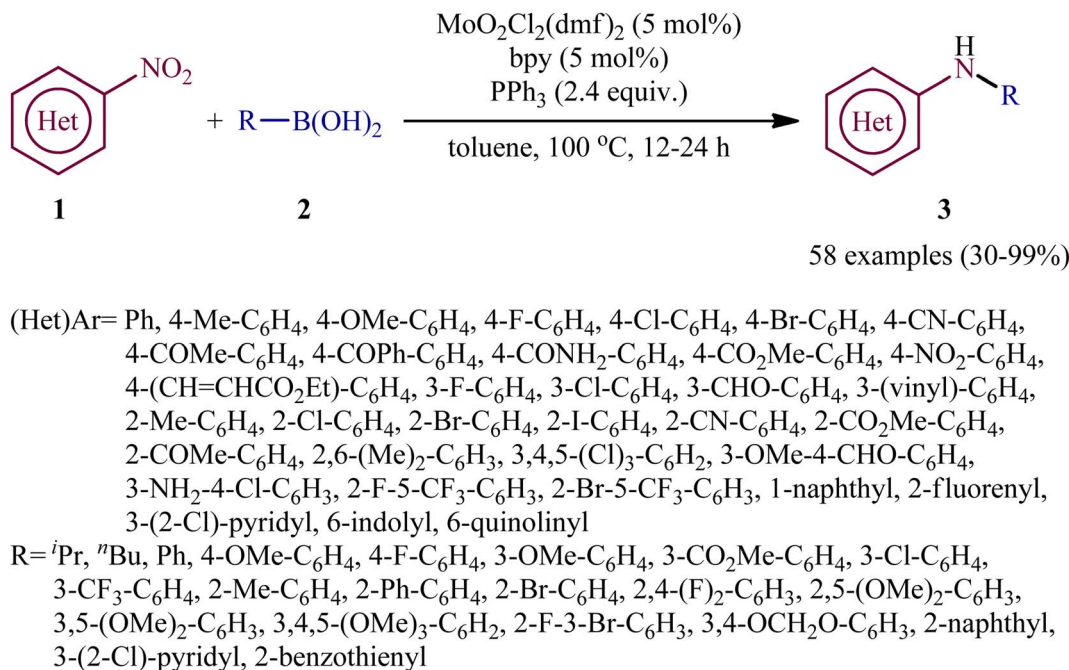 MoO₂Cl₂(dmf)₂ (5 mol%)
bpy (5 mol%)
PPh₃ (2.4 equiv.)
toluene, 100 °C, 12-24 h
Het
NO₂
+ R—B(OH)₂
Het
H
N
R
1
2
3
58 examples (30-99%)
(Het)Ar= Ph, 4-Me-C₆H₄, 4-OMe-C₆H₄, 4-F-C₆H₄, 4-Cl-C₆H₄, 4-Br-C₆H₄, 4-CN-C₆H₄,
4-COMe-C₆H₄, 4-COPh-C₆H₄, 4-CONH₂-C₆H₄, 4-CO₂Me-C₆H₄, 4-NO₂-C₆H₄,
4-(CH=CHCO₂Et)-C₆H₄, 3-F-C₆H₄, 3-Cl-C₆H₄, 3-CHO-C₆H₄, 3-(vinyl)-C₆H₄,
2-Me-C₆H₄, 2-Cl-C₆H₄, 2-Br-C₆H₄, 2-I-C₆H₄, 2-CN-C₆H₄, 2-CO₂Me-C₆H₄,
2-COMe-C₆H₄, 2,6-(Me)₂-C₆H₃, 3,4,5-(Cl)₃-C₆H₂, 3-OMe-4-CHO-C₆H₄,
3-NH₂-4-Cl-C₆H₃, 2-F-5-CF₃-C₆H₃, 2-Br-5-CF₃-C₆H₃, 1-naphthyl, 2-fluorenyl,
3-(2-Cl)-pyridyl, 6-indolyl, 6-quinolinyl
R= ⁱPr, ⁿBu, Ph, 4-OMe-C₆H₄, 4-F-C₆H₄, 3-OMe-C₆H₄, 3-CO₂Me-C₆H₄, 3-Cl-C₆H₄,
3-CF₃-C₆H₄, 2-Me-C₆H₄, 2-Ph-C₆H₄, 2-Br-C₆H₄, 2,4-(F)₂-C₆H₃, 2,5-(OMe)₂-C₆H₃,
3,5-(OMe)₂-C₆H₃, 3,4,5-(OMe)₃-C₆H₂, 2-F-3-Br-C₆H₃, 3,4-OCH₂O-C₆H₃, 2-naphthyl,
3-(2-Cl)-pyridyl, 2-benzothienyl